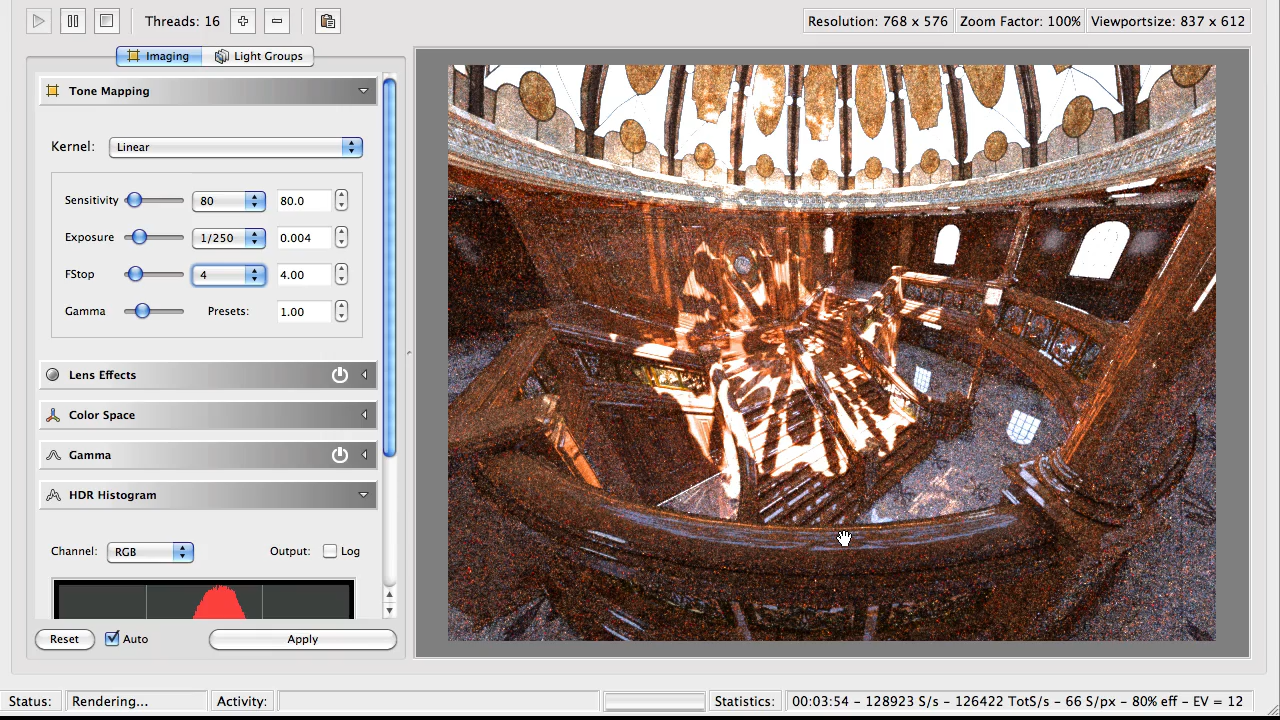 Threads: 16
Resolution: 768 x 576
Zoom Factor: 100%
Viewportsize: 837 x 612
Imaging
Light Groups
Tone Mapping
Kernel: Linear
Sensitivity 80 80.0
Exposure 1/250 0.004
FStop 4 4.00
Gamma Presets: 1.00
Lens Effects
Color Space
Gamma
HDR Histogram
Channel: RGB Output: Log
Reset Auto Apply
Status: Rendering... Activity: Statistics: 00:03:54 - 128923 S/s - 126422 TotS/s - 66 S/px - 80% eff - EV = 12